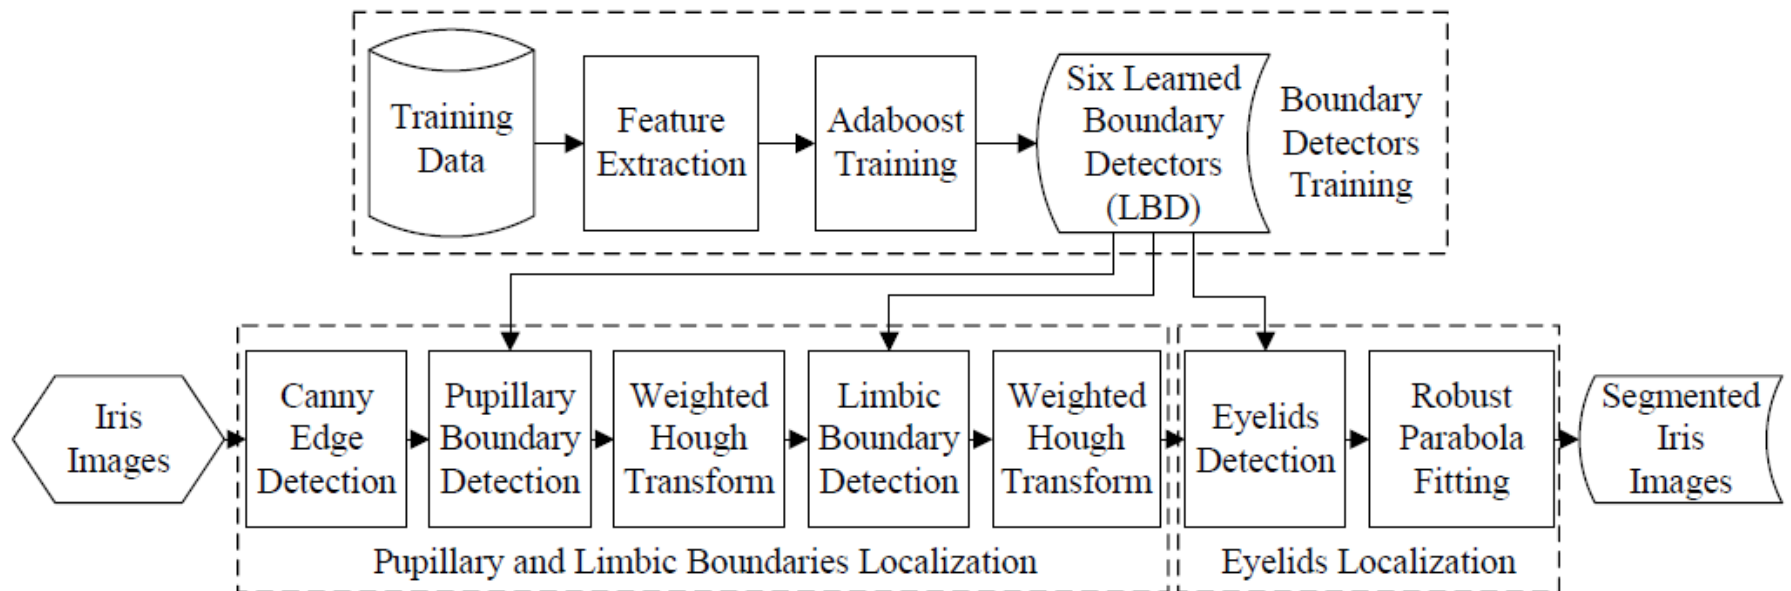 Training
Data
Feature
Extraction
Adaboost
Training
Six Learned
Boundary
Detectors
(LBD)
Boundary
Detectors
Training
Iris
Images
Canny
Edge
Detection
Pupillary
Boundary
Detection
Weighted
Hough
Transform
Limbic
Boundary
Detection
Weighted
Hough
Transform
Eyelids
Detection
Robust
Parabola
Fitting
Segmented
Iris
Images
Pupillary and Limbic Boundaries Localization
Eyelids Localization